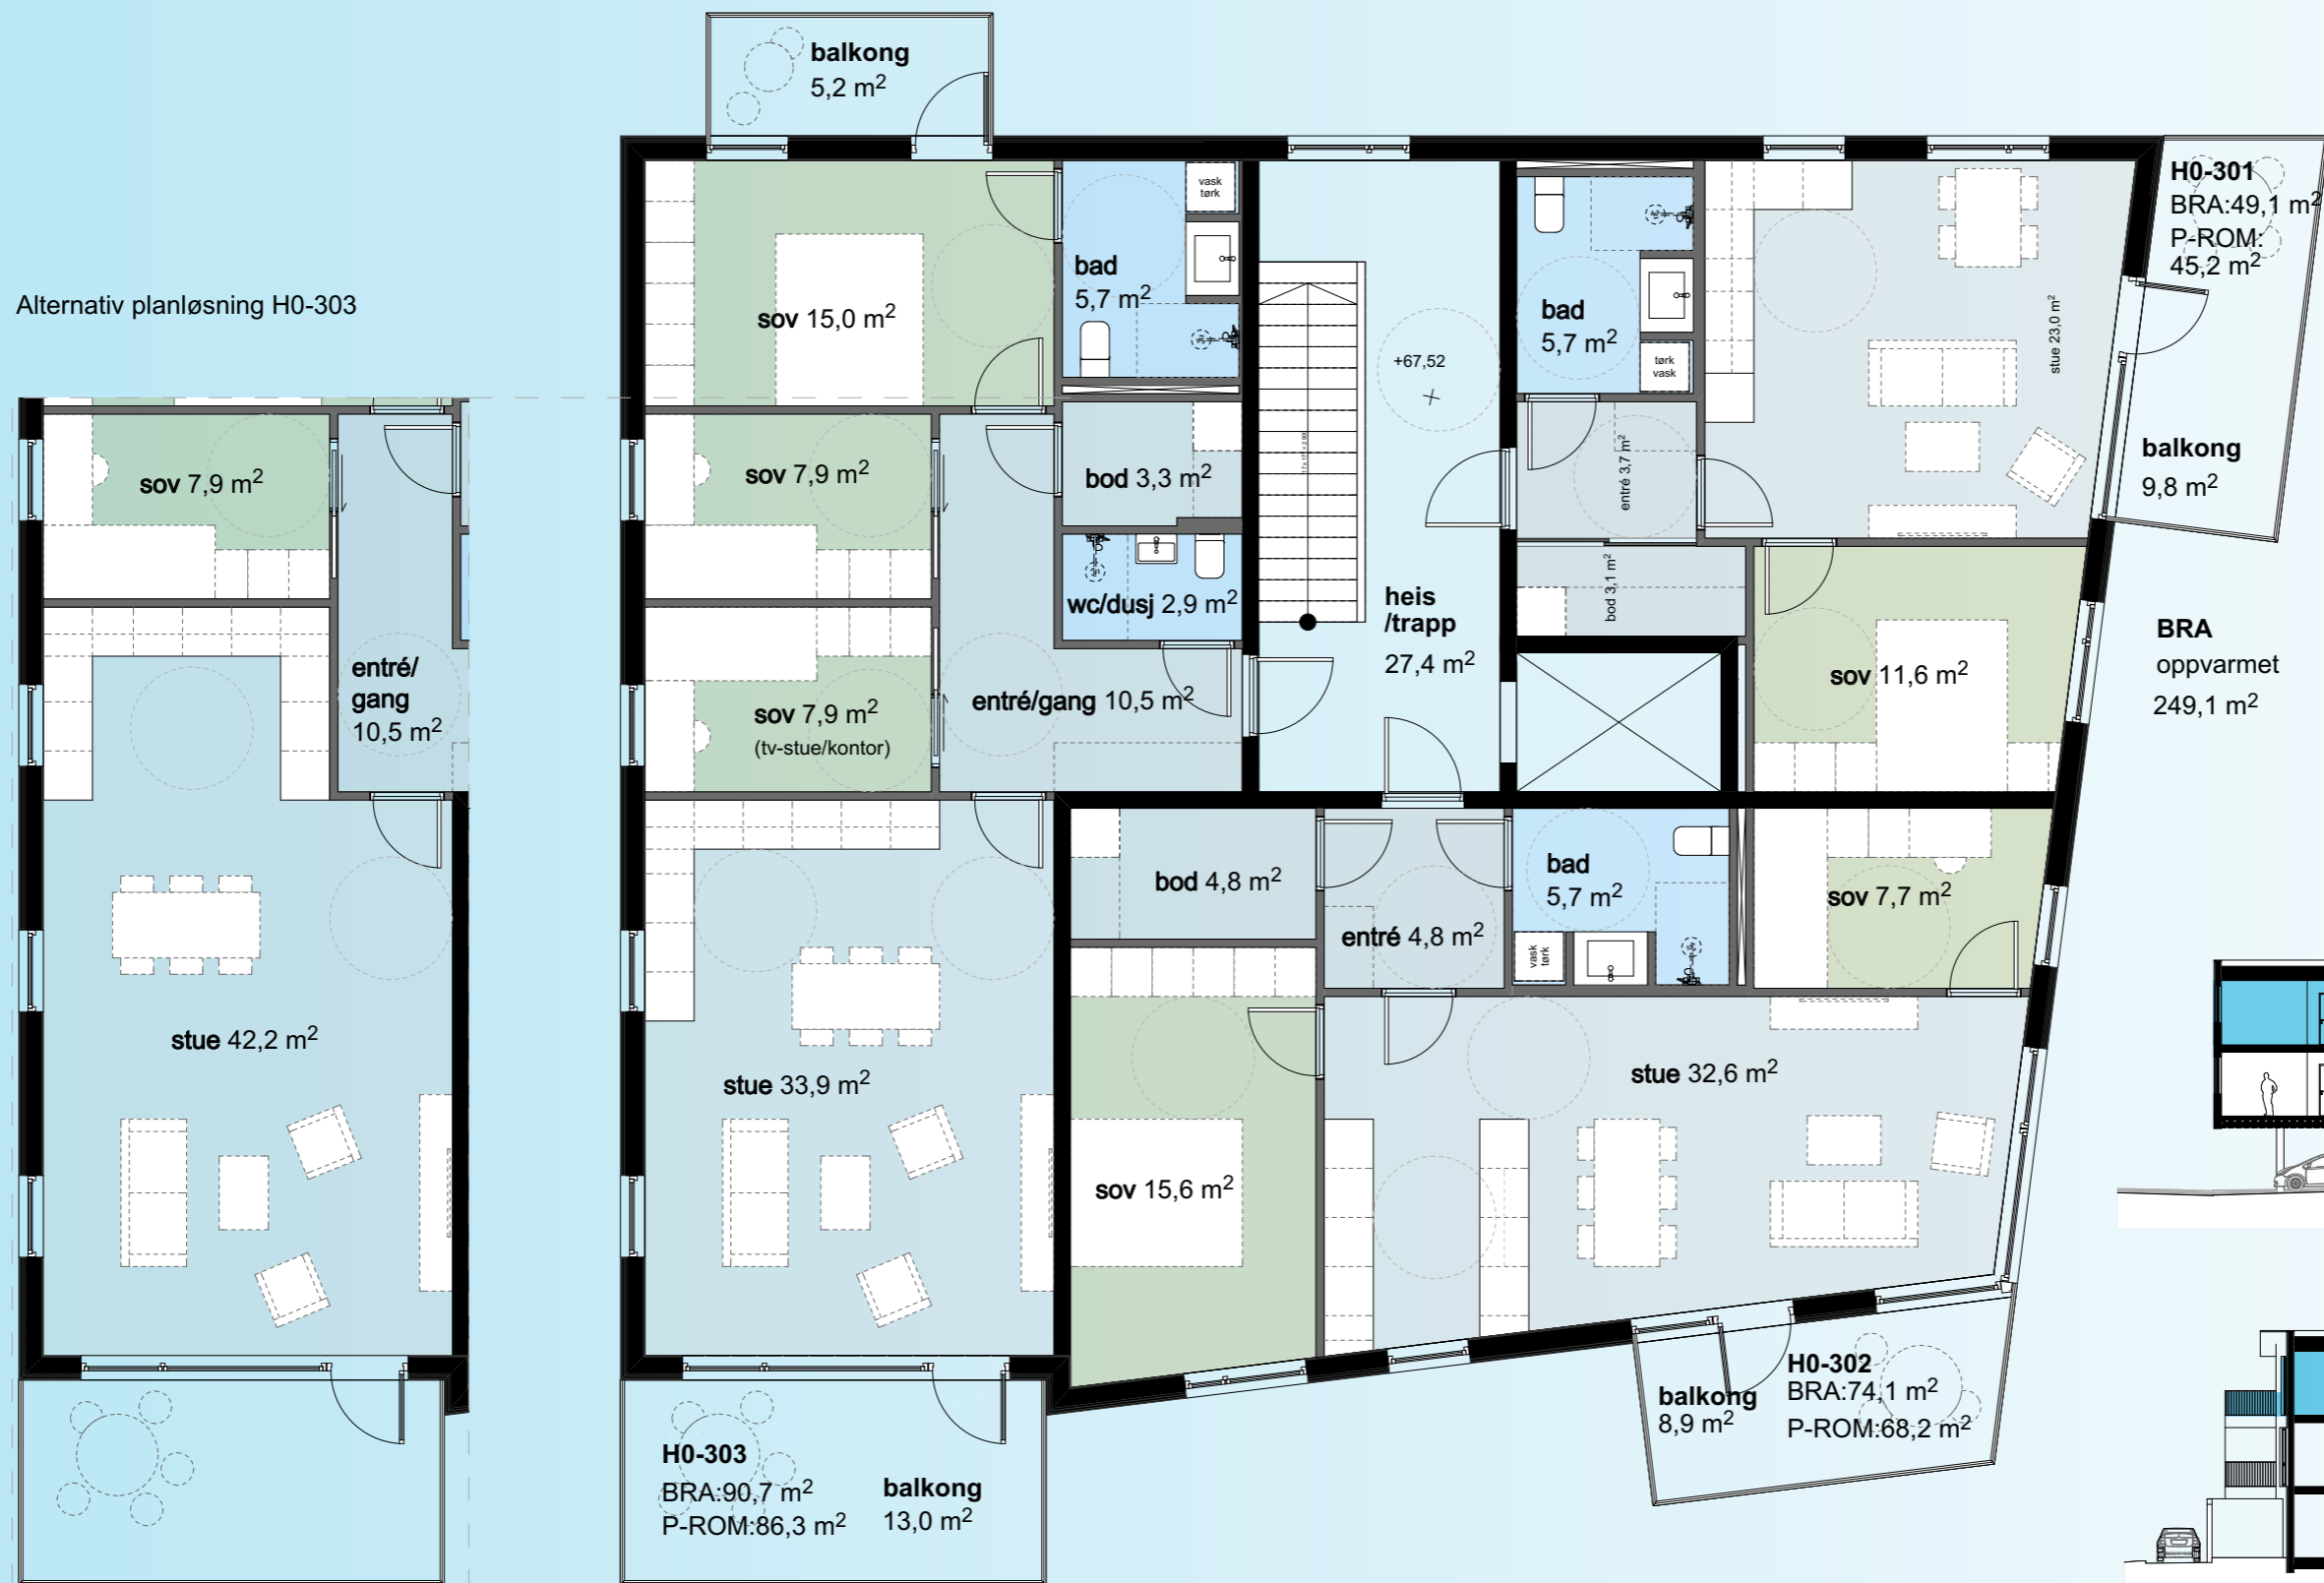 balkong
5,2 m²
Alternativ planløsning H0-303
sov 7,9 m²
entré/
gang
10,5 m²
stue 42,2 m²
sov 15,0 m²
bad
5,7 m²
vask
tørk
sov 7,9 m²
bod 3,3 m²
wc/dusj 2,9 m²
sov 7,9 m²
(tv-stue/kontor)
entré/gang 10,5 m²
stue 33,9 m²
H0-303
BRA:90,7 m²
P-ROM:86,3 m²
balkong
13,0 m²
+67,52
heis
/trapp
27,4 m²
bad
5,7 m²
tørk
vask
entré 3,7 m²
bod 3,1 m²
stue 23,0 m²
sov 11,6 m²
H0-301
BRA:49,1 m²
P-ROM:
45,2 m²
balkong
9,8 m²
BRA
oppvarmet
249,1 m²
bod 4,8 m²
entré 4,8 m²
bad
5,7 m²
vask
tørk
sov 7,7 m²
sov 15,6 m²
stue 32,6 m²
balkong
8,9 m²
H0-302
BRA:74,1 m²
P-ROM:68,2 m²